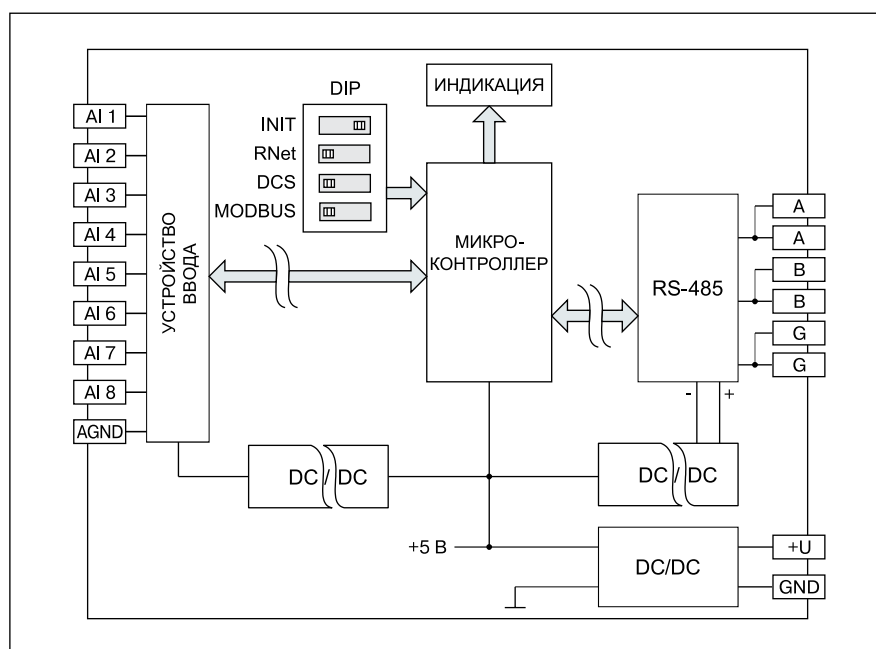 DIP
INIT
RNet
DCS
MODBUS
ИНДИКАЦИЯ
AI 1
AI 2
AI 3
AI 4
AI 5
AI 6
AI 7
AI 8
AGND
УСТРОЙСТВО
ВВОДА
МИКРО-
КОНТРОЛЛЕР
RS-485
A
A
B
B
G
G
- +
DC / DC
DC / DC
+5 В
DC/DC
+U
GND